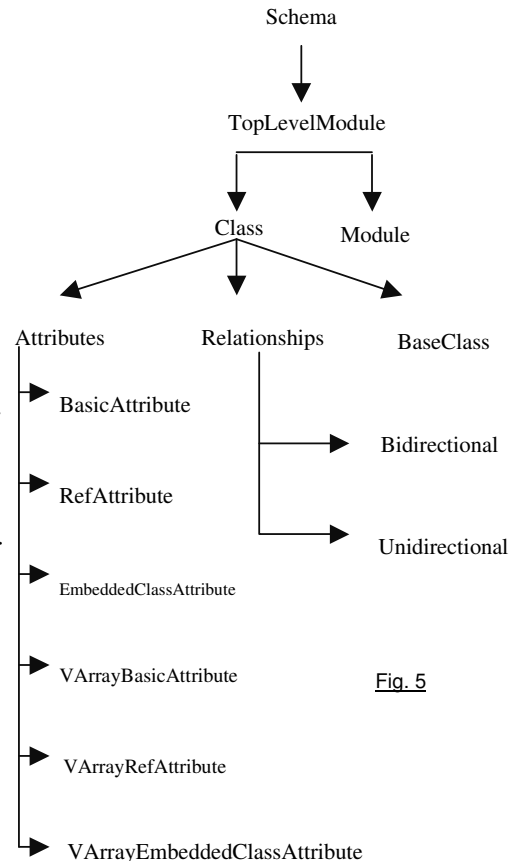 Schema
TopLevelModule
Class
Module
Attributes
Relationships
BaseClass
BasicAttribute
Bidirectional
RefAttribute
Unidirectional
EmbeddedClassAttribute
VArrayBasicAttribute
Fig. 5
VArrayRefAttribute
VArrayEmbeddedClassAttribute